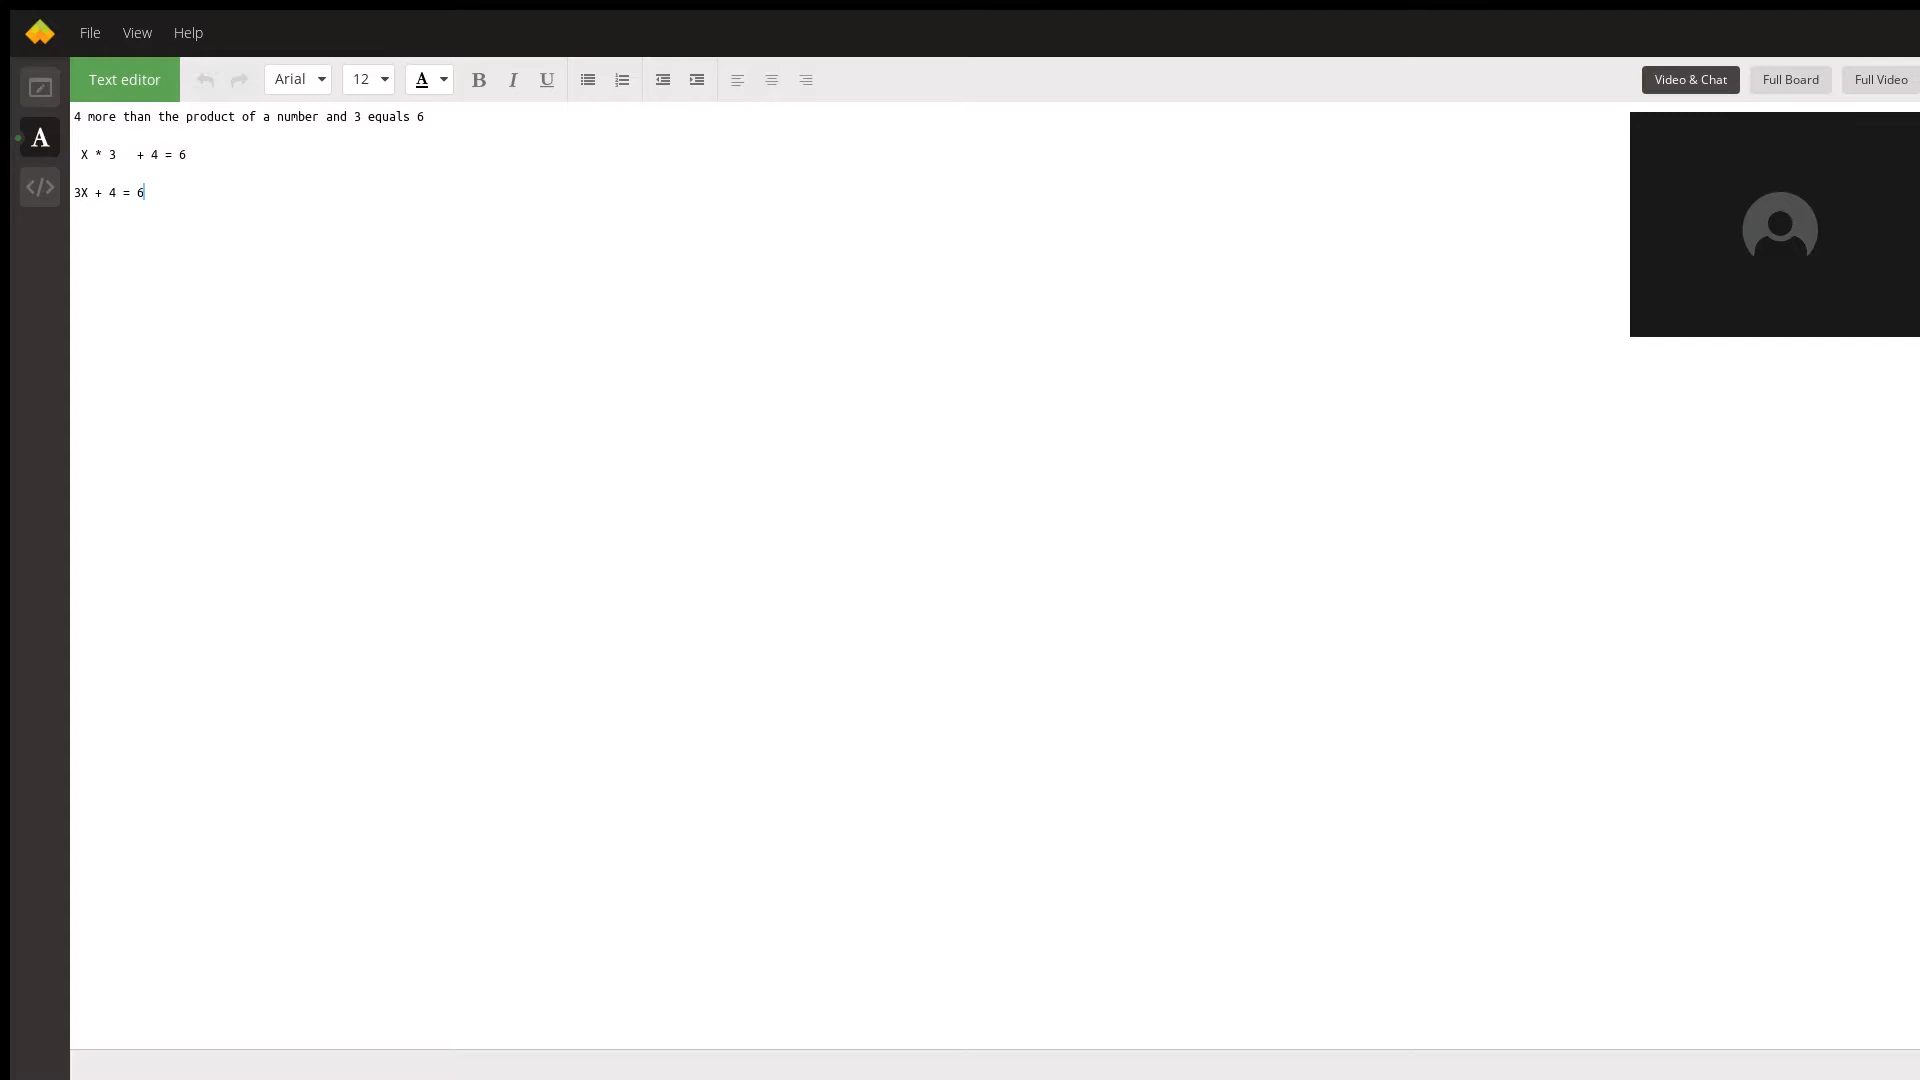 File View Help
Text editor Arial 12 A B I U Video & Chat Full Board Full Video
A
</>
4 more than the product of a number and 3 equals 6
X * 3 + 4 = 6
3X + 4 = 6